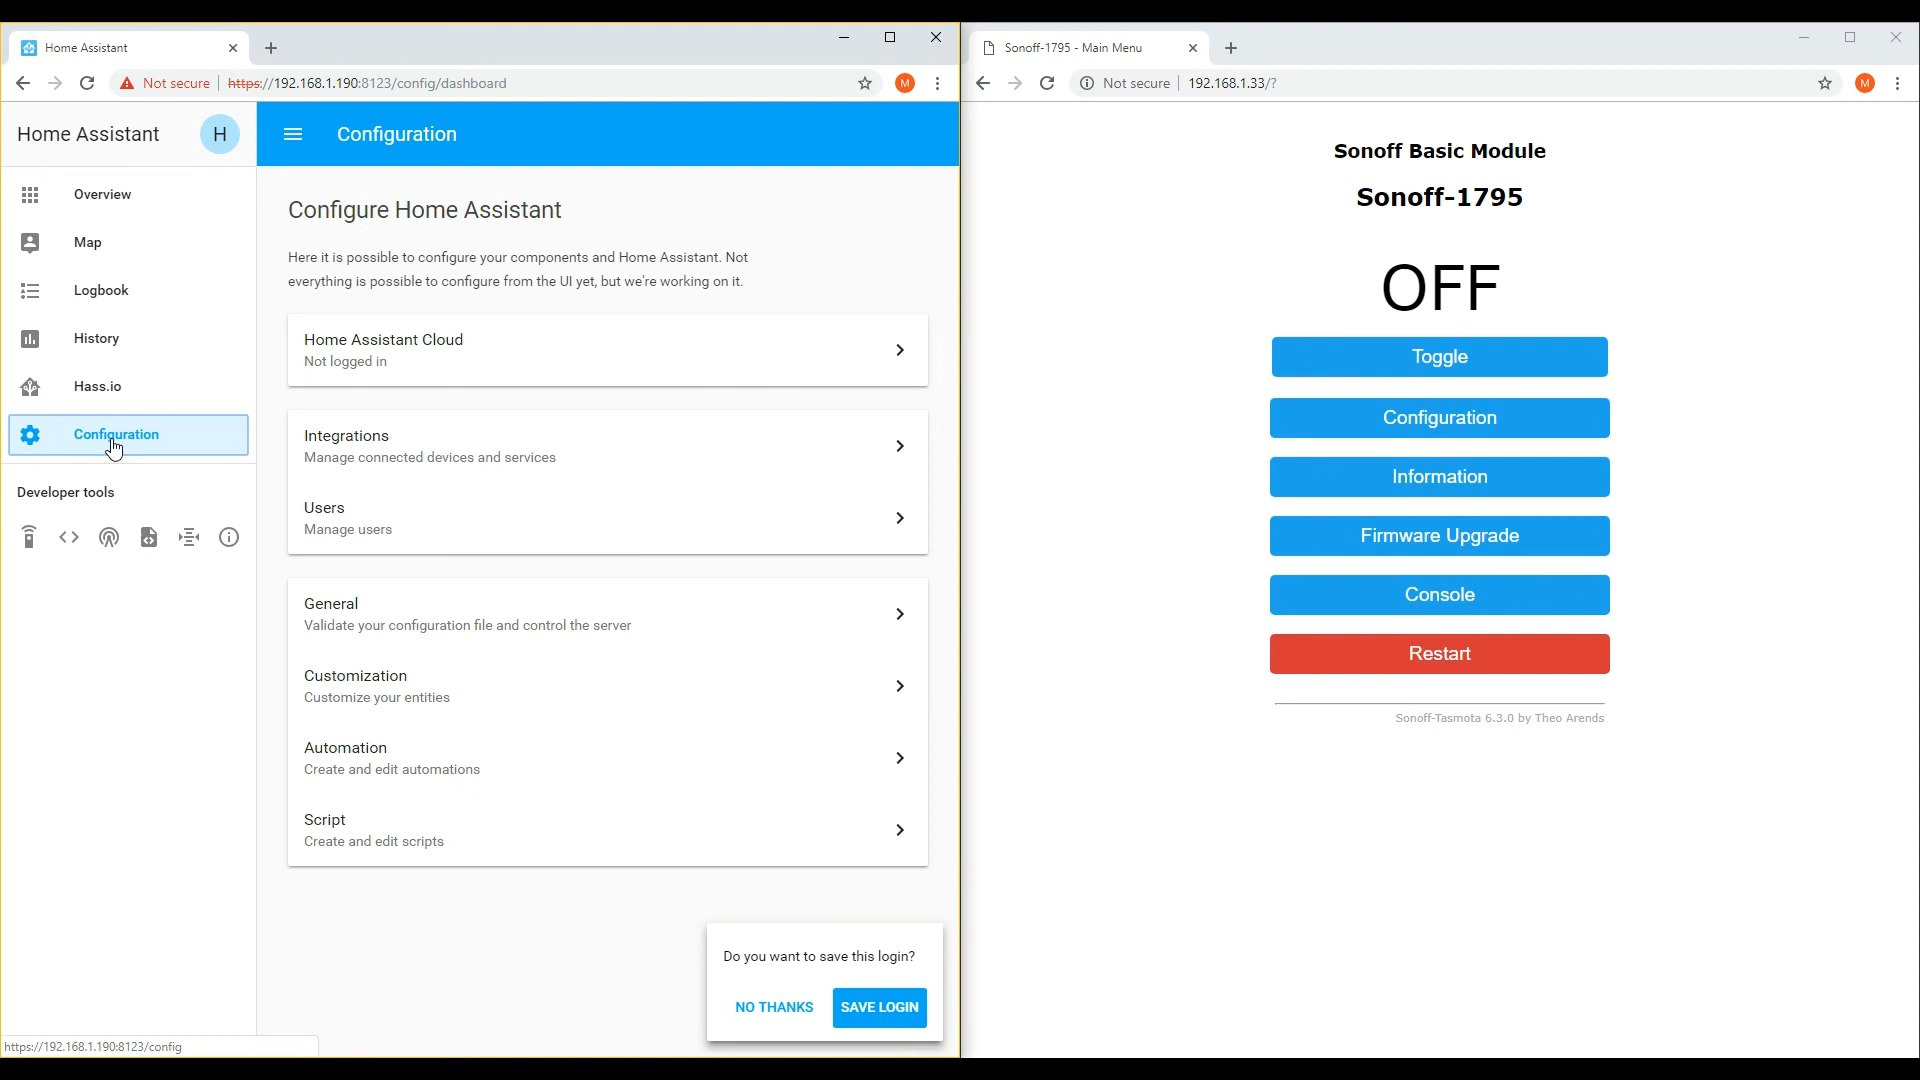 Home Assistant
Not secure
https://192.168.1.190:8123/config/dashboard
M
Home Assistant
H
Configuration
Overview
Map
Logbook
History
Hass.io
Configuration
Developer tools
Configure Home Assistant
Here it is possible to configure your components and Home Assistant. Not
everything is possible to configure from the UI yet, but we're working on it.
Home Assistant Cloud
Not logged in
Integrations
Manage connected devices and services
Users
Manage users
General
Validate your configuration file and control the server
Customization
Customize your entities
Automation
Create and edit automations
Script
Create and edit scripts
Do you want to save this login?
NO THANKS
SAVE LOGIN
https://192.168.1.190:8123/config
Sonoff-1795 - Main Menu
Not secure
192.168.1.33/?
M
Sonoff Basic Module
Sonoff-1795
OFF
Toggle
Configuration
Information
Firmware Upgrade
Console
Restart
Sonoff-Tasmota 6.3.0 by Theo Arends